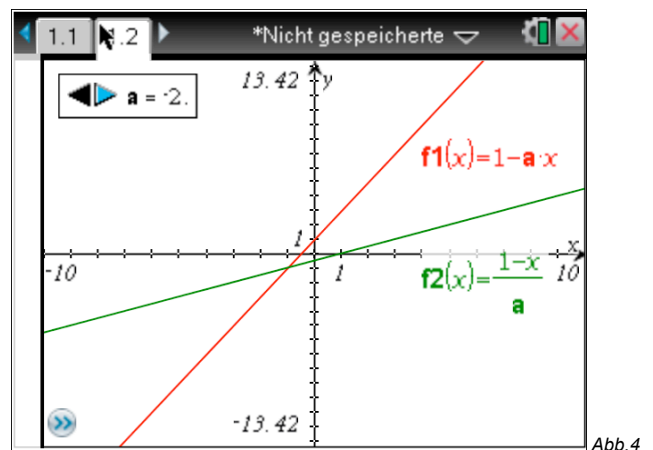 1.1 1.2 *Nicht gespeicherte
a = -2.
13.42 y
f1(x)=1-a·x
1
x
-10 1 10
f2(x)=1-x/a
-13.42
Abb.4